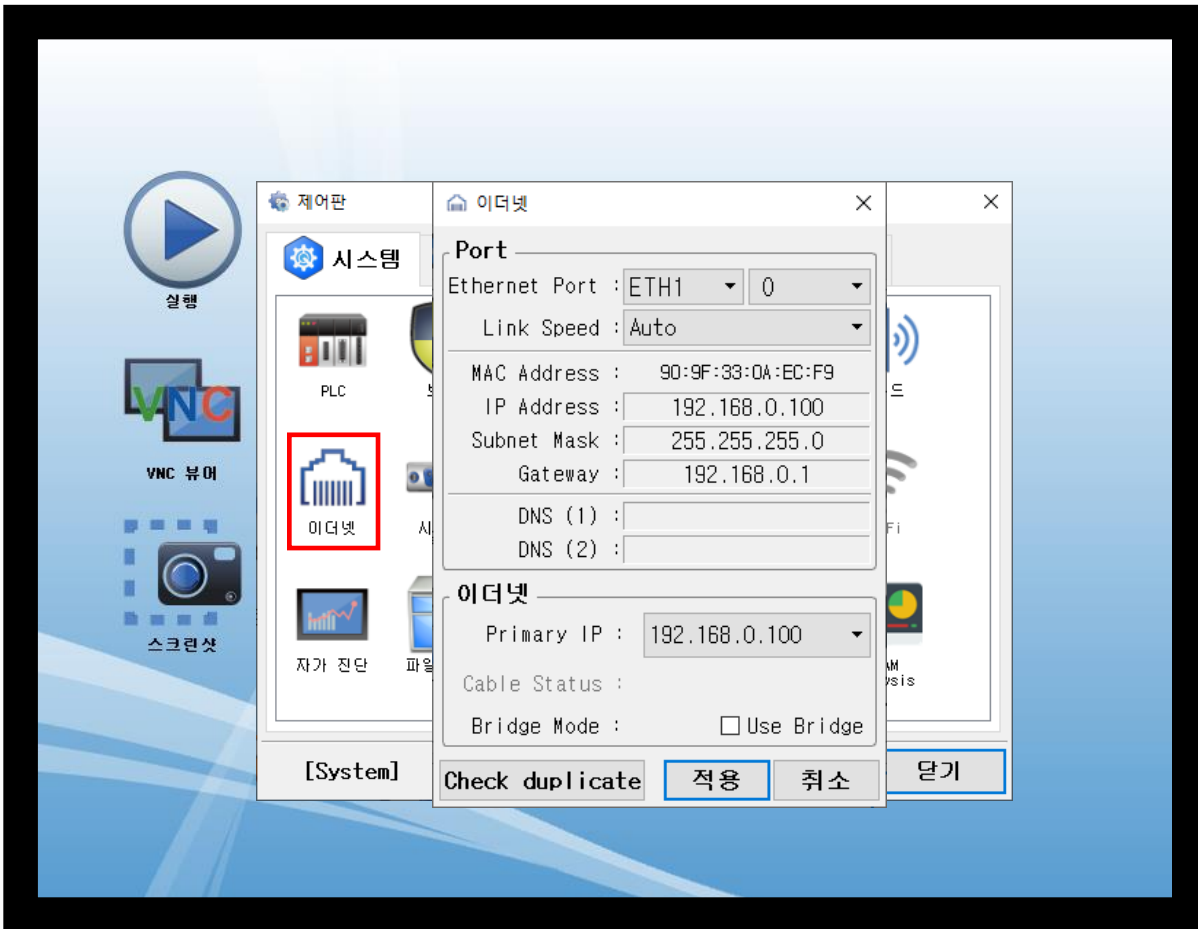 실행
VNC
VNC 뷰어
스크린샷
제어판
시스템
PLC
이더넷
자가 진단
파일
[System]
닫기
이더넷
Port
Ethernet Port : ETH1 0
Link Speed : Auto
MAC Address : 90:9F:33:0A:EC:F9
IP Address : 192.168.0.100
Subnet Mask : 255.255.255.0
Gateway : 192.168.0.1
DNS (1) :
DNS (2) :
이더넷
Primary IP : 192.168.0.100
Cable Status :
Bridge Mode : Use Bridge
Check duplicate 적용 취소